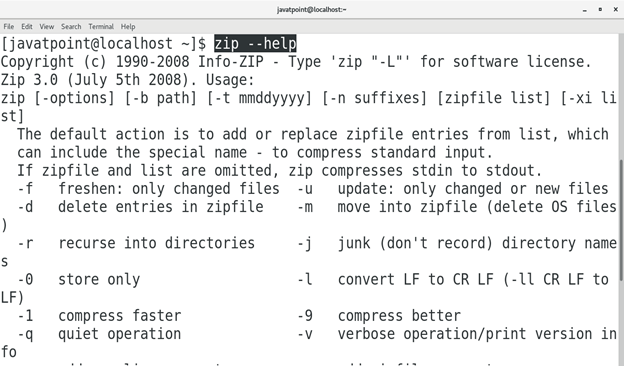 javatpoint@localhost:~
File Edit View Search Terminal Help
[javatpoint@localhost ~]$ zip --help
Copyright (c) 1990-2008 Info-ZIP - Type 'zip "-L"' for software license.
Zip 3.0 (July 5th 2008). Usage:
zip [-options] [-b path] [-t mmddyyyy] [-n suffixes] [zipfile list] [-xi li
st]
  The default action is to add or replace zipfile entries from list, which
  can include the special name - to compress standard input.
  If zipfile and list are omitted, zip compresses stdin to stdout.
  -f   freshen: only changed files  -u   update: only changed or new files
  -d   delete entries in zipfile    -m   move into zipfile (delete OS files
)
  -r   recurse into directories     -j   junk (don't record) directory name
s
  -0   store only                   -l   convert LF to CR LF (-ll CR LF to
LF)
  -1   compress faster              -9   compress better
  -q   quiet operation              -v   verbose operation/print version in
fo